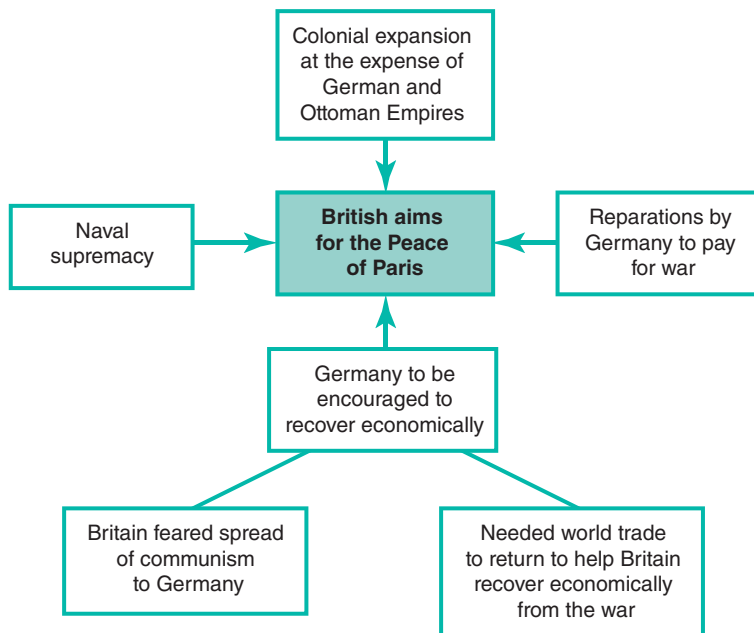 Colonial expansion
at the expense of
German and
Ottoman Empires
Naval
supremacy
British aims
for the Peace
of Paris
Reparations by
Germany to pay
for war
Germany to be
encouraged to
recover economically
Britain feared spread
of communism
to Germany
Needed world trade
to return to help Britain
recover economically
from the war